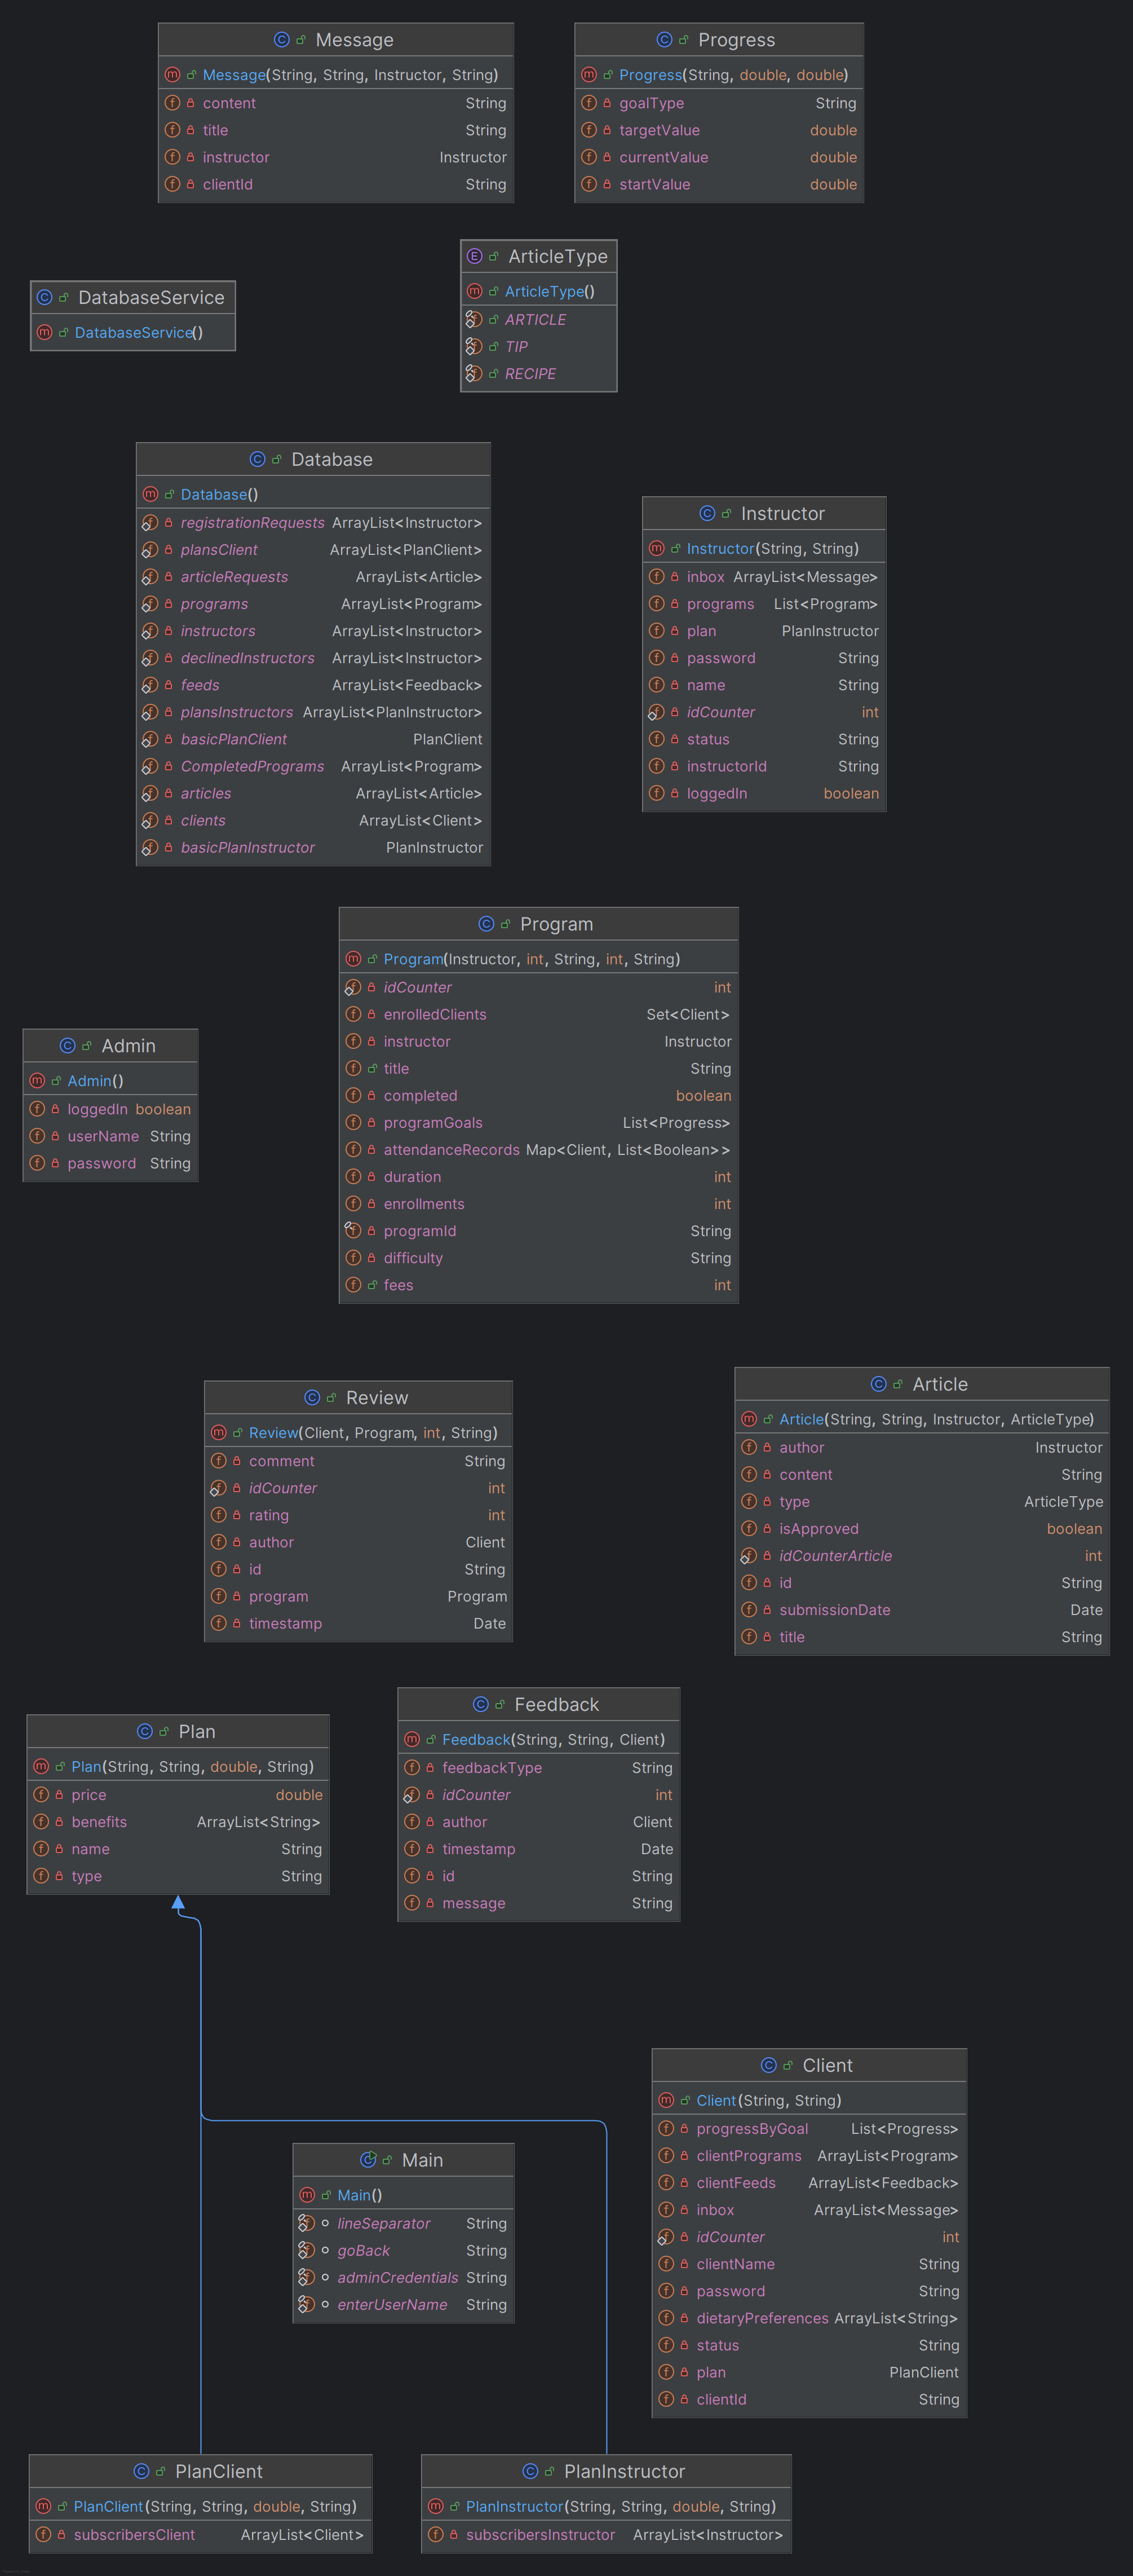 Message
Message(String, String, Instructor, String)
content String
title String
instructor Instructor
clientId String
Progress
Progress(String, double, double)
goalType String
targetValue double
currentValue double
startValue double
ArticleType
ArticleType()
ARTICLE
TIP
RECIPE
DatabaseService
DatabaseService()
Database
Database()
registrationRequests ArrayList<Instructor>
plansClient ArrayList<PlanClient>
articleRequests ArrayList<Article>
programs ArrayList<Program>
instructors ArrayList<Instructor>
declinedInstructors ArrayList<Instructor>
feeds ArrayList<Feedback>
plansInstructors ArrayList<PlanInstructor>
basicPlanClient PlanClient
CompletedPrograms ArrayList<Program>
articles ArrayList<Article>
clients ArrayList<Client>
basicPlanInstructor PlanInstructor
Instructor
Instructor(String, String)
inbox ArrayList<Message>
programs List<Program>
plan PlanInstructor
password String
name String
idCounter int
status String
instructorId String
loggedIn boolean
Program
Program(Instructor, int, String, int, String)
idCounter int
enrolledClients Set<Client>
instructor Instructor
title String
completed boolean
programGoals List<Progress>
attendanceRecords Map<Client, List<Boolean>>
duration int
enrollments int
programId String
difficulty String
fees int
Admin
Admin()
loggedIn boolean
userName String
password String
Review
Review(Client, Program, int, String)
comment String
idCounter int
rating int
author Client
id String
program Program
timestamp Date
Article
Article(String, String, Instructor, ArticleType)
author Instructor
content String
type ArticleType
isApproved boolean
idCounterArticle int
id String
submissionDate Date
title String
Feedback
Feedback(String, String, Client)
feedbackType String
idCounter int
author Client
timestamp Date
id String
message String
Plan
Plan(String, String, double, String)
price double
benefits ArrayList<String>
name String
type String
Client
Client(String, String)
progressByGoal List<Progress>
clientPrograms ArrayList<Program>
clientFeeds ArrayList<Feedback>
inbox ArrayList<Message>
idCounter int
clientName String
password String
dietaryPreferences ArrayList<String>
status String
plan PlanClient
clientId String
Main
Main()
lineSeparator String
goBack String
adminCredentials String
enterUserName String
PlanClient
PlanClient(String, String, double, String)
subscribersClient ArrayList<Client>
PlanInstructor
PlanInstructor(String, String, double, String)
subscribersInstructor ArrayList<Instructor>